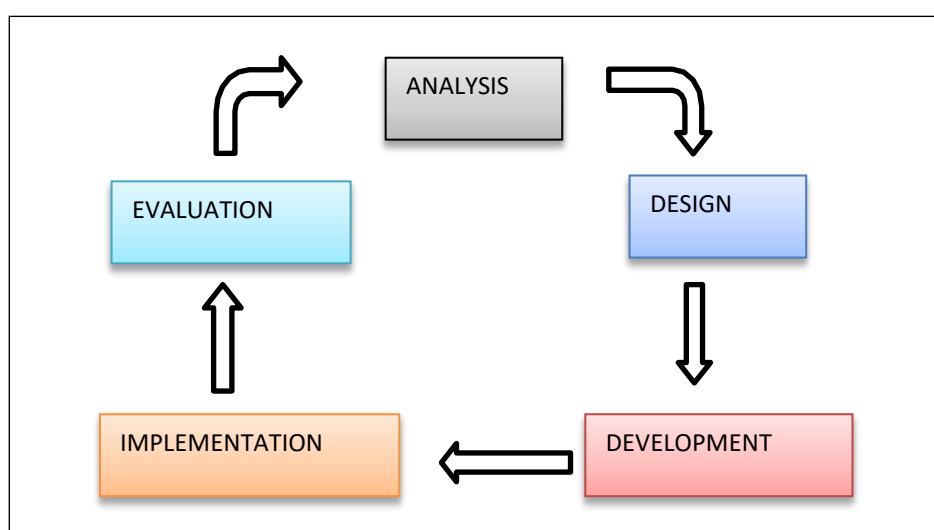 ANALYSIS
DESIGN
DEVELOPMENT
IMPLEMENTATION
EVALUATION